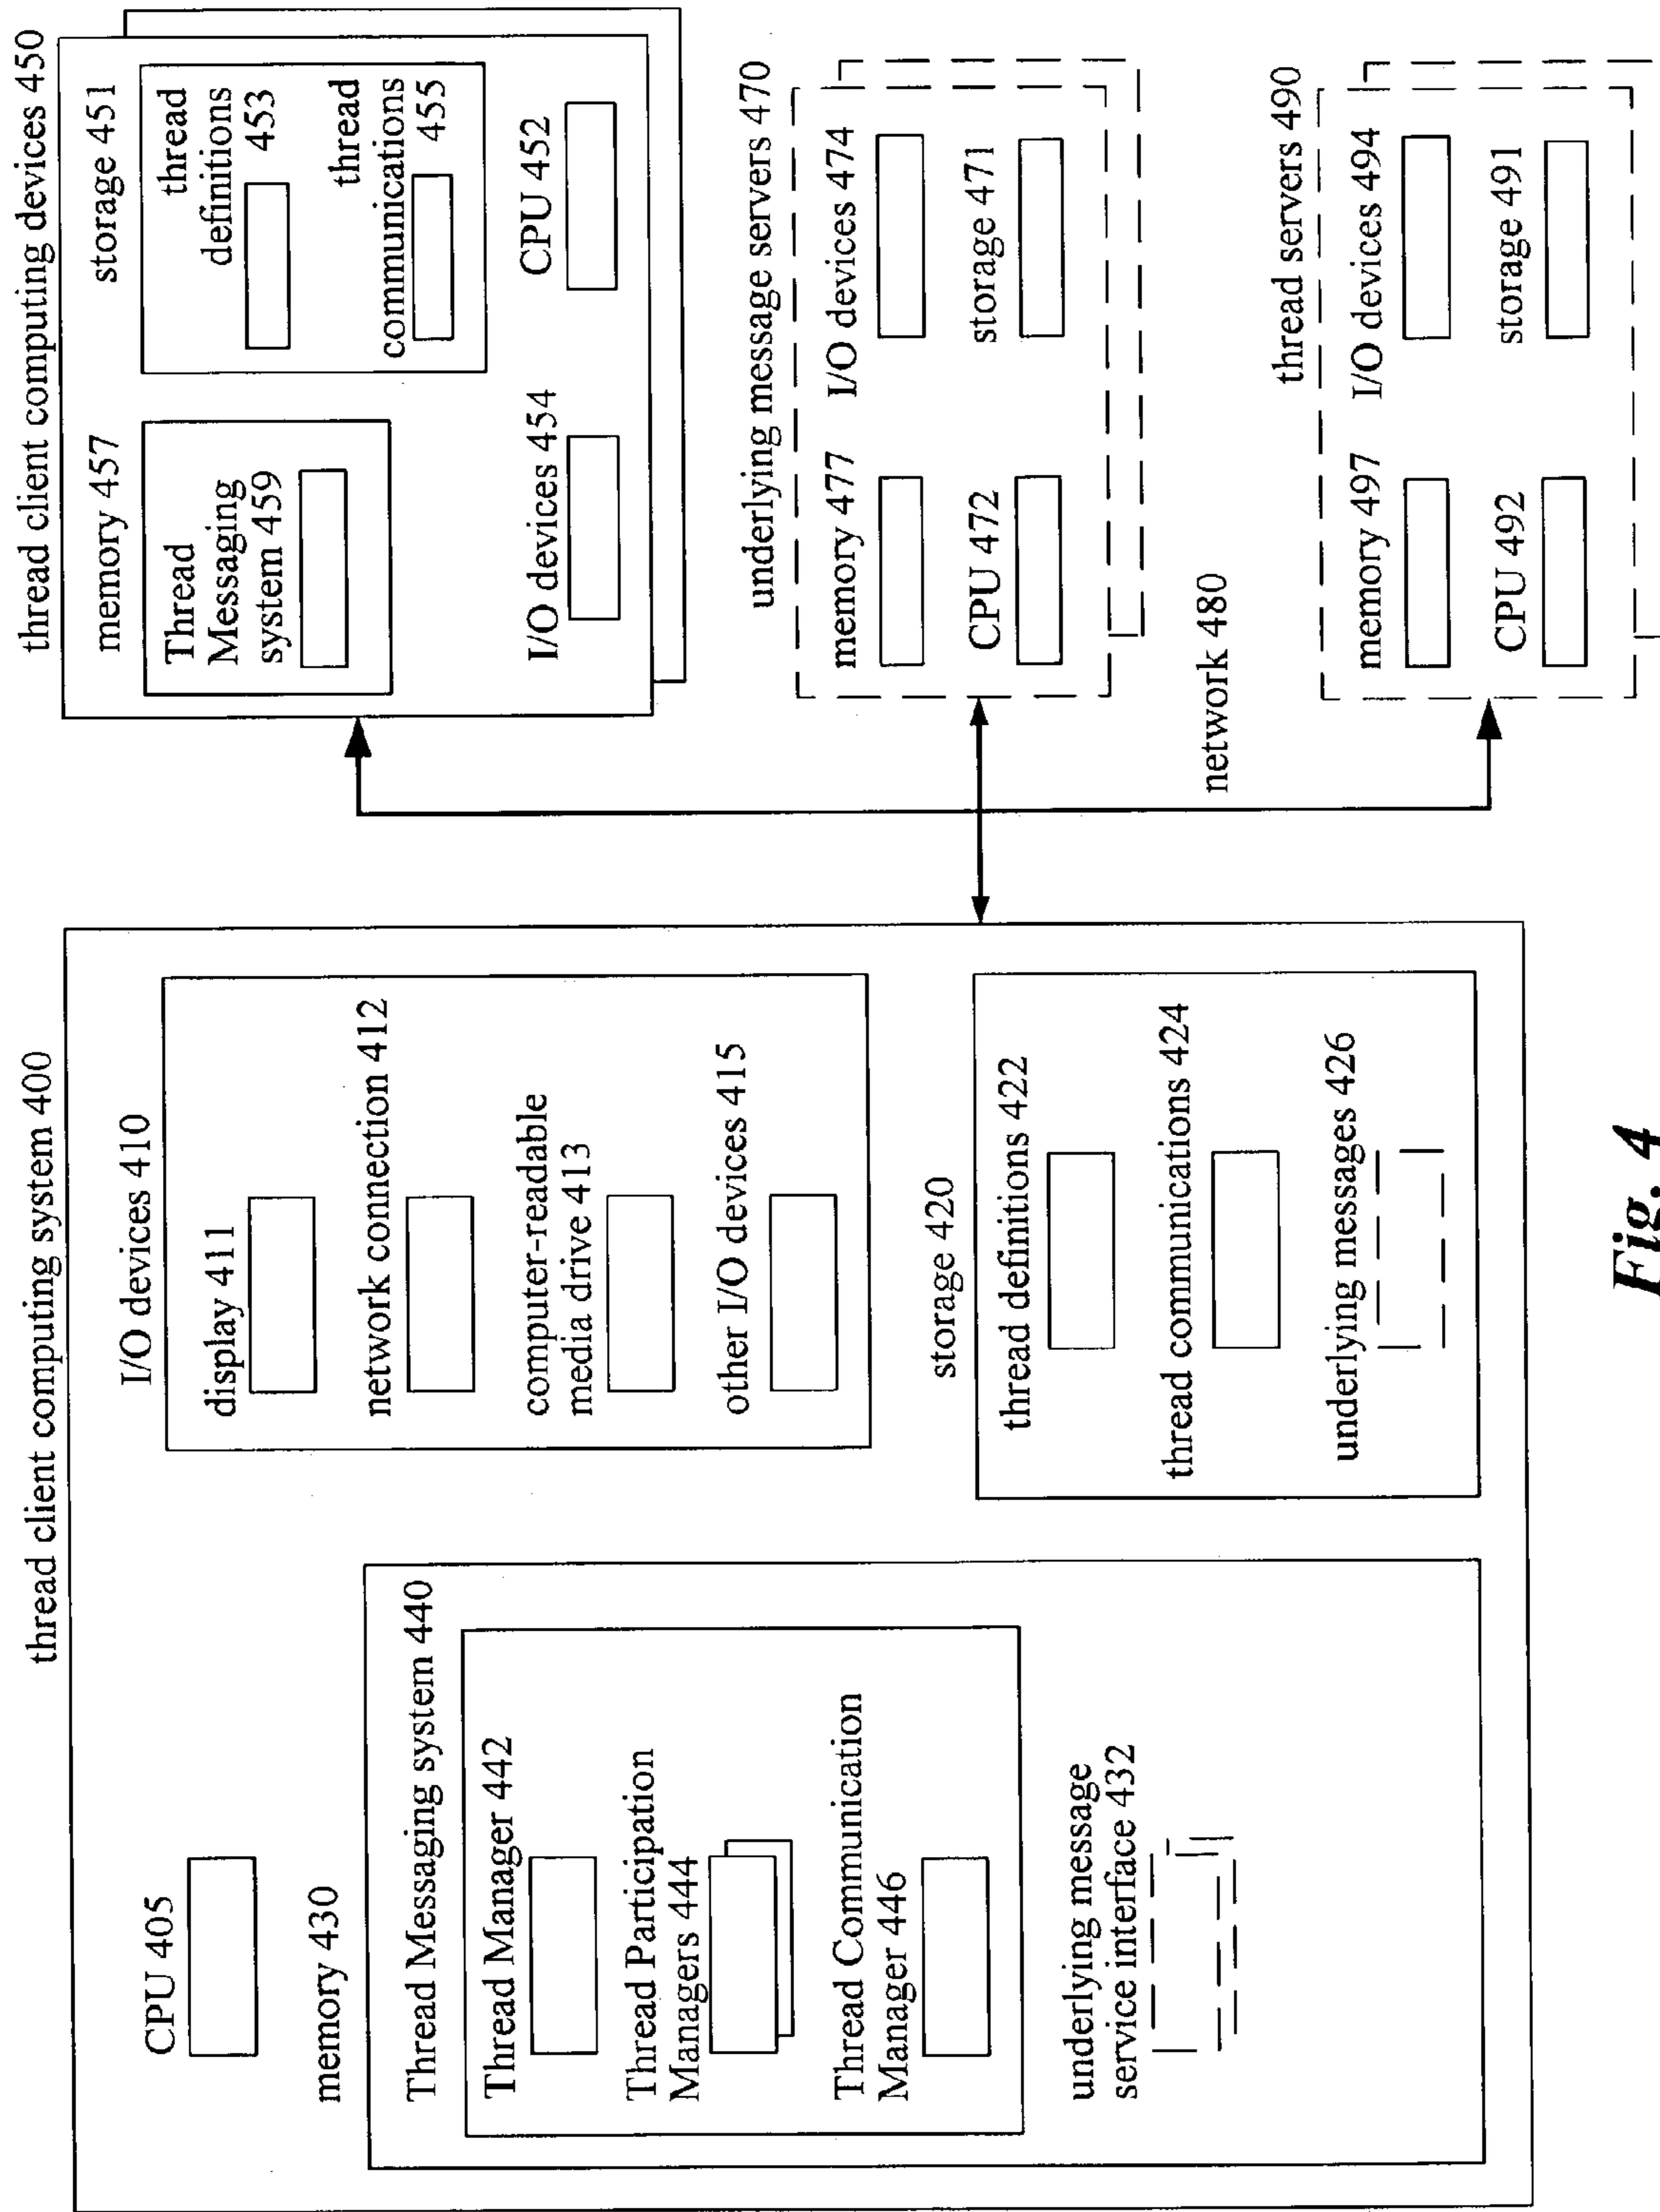 thread client computing system 400
CPU 405
I/O devices 410
display 411
network connection 412
computer-readable
media drive 413
other I/O devices 415
memory 430
Thread Messaging system 440
Thread Manager 442
Thread Participation
Managers 444
Thread Communication
Manager 446
underlying message
service interface 432
storage 420
thread definitions 422
thread communications 424
underlying messages 426
thread client computing devices 450
memory 457
Thread
Messaging
system 459
storage 451
thread
definitions
453
thread
communications
455
I/O devices 454
CPU 452
underlying message servers 470
memory 477
I/O devices 474
CPU 472
storage 471
network 480
thread servers 490
memory 497
I/O devices 494
CPU 492
storage 491
Fig. 4